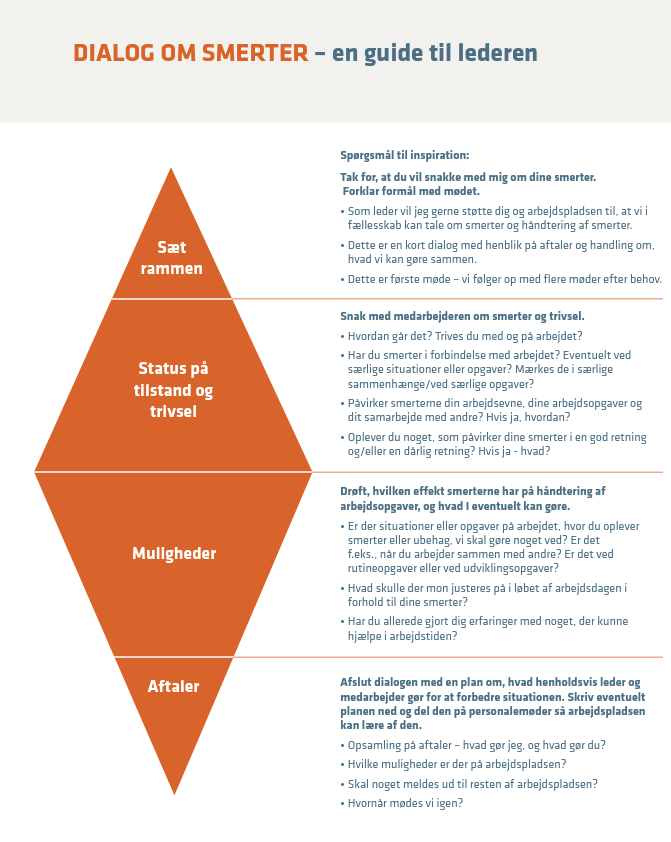 DIALOG OM SMERTER – en guide til lederen
Spørgsmål til inspiration:
Tak for, at du vil snakke med mig om dine smerter.
Forklar formål med mødet.
• Som leder vil jeg gerne støtte dig og arbejdspladsen til, at vi i
fællesskab kan tale om smerter og håndtering af smerter.
• Dette er en kort dialog med henblik på aftaler og handling om,
hvad vi kan gøre sammen.
• Dette er første møde – vi følger op med flere møder efter behov.
Sæt
rammen
Snak med medarbejderen om smerter og trivsel.
• Hvordan går det? Trives du med og på arbejdet?
• Har du smerter i forbindelse med arbejdet? Eventuelt ved
særlige situationer eller opgaver? Mærkes de i særlige
sammenhænge/ved særlige opgaver?
• Påvirker smerterne din arbejdsevne, dine arbejdsopgaver og
dit samarbejde med andre? Hvis ja, hvordan?
• Oplever du noget, som påvirker dine smerter i en god retning
og/eller en dårlig retning? Hvis ja - hvad?
Status på
tilstand og
trivsel
Drøft, hvilken effekt smerterne har på håndtering af
arbejdsopgaver, og hvad I eventuelt kan gøre.
• Er der situationer eller opgaver på arbejdet, hvor du oplever
smerter eller ubehag, vi skal gøre noget ved? Er det
f.eks., når du arbejder sammen med andre? Er det ved
rutineopgaver eller ved udviklingsopgaver?
• Hvad skulle der mon justeres på i løbet af arbejdsdagen i
forhold til dine smerter?
• Har du allerede gjort dig erfaringer med noget, der kunne
hjælpe i arbejdstiden?
Muligheder
Afslut dialogen med en plan om, hvad henholdsvis leder og
medarbejder gør for at forbedre situationen. Skriv eventuelt
planen ned og del den på personalemøder så arbejdspladsen
kan lære af den.
• Opsamling på aftaler – hvad gør jeg, og hvad gør du?
• Hvilke muligheder er der på arbejdspladsen?
• Skal noget meldes ud til resten af arbejdspladsen?
• Hvornår mødes vi igen?
Aftaler